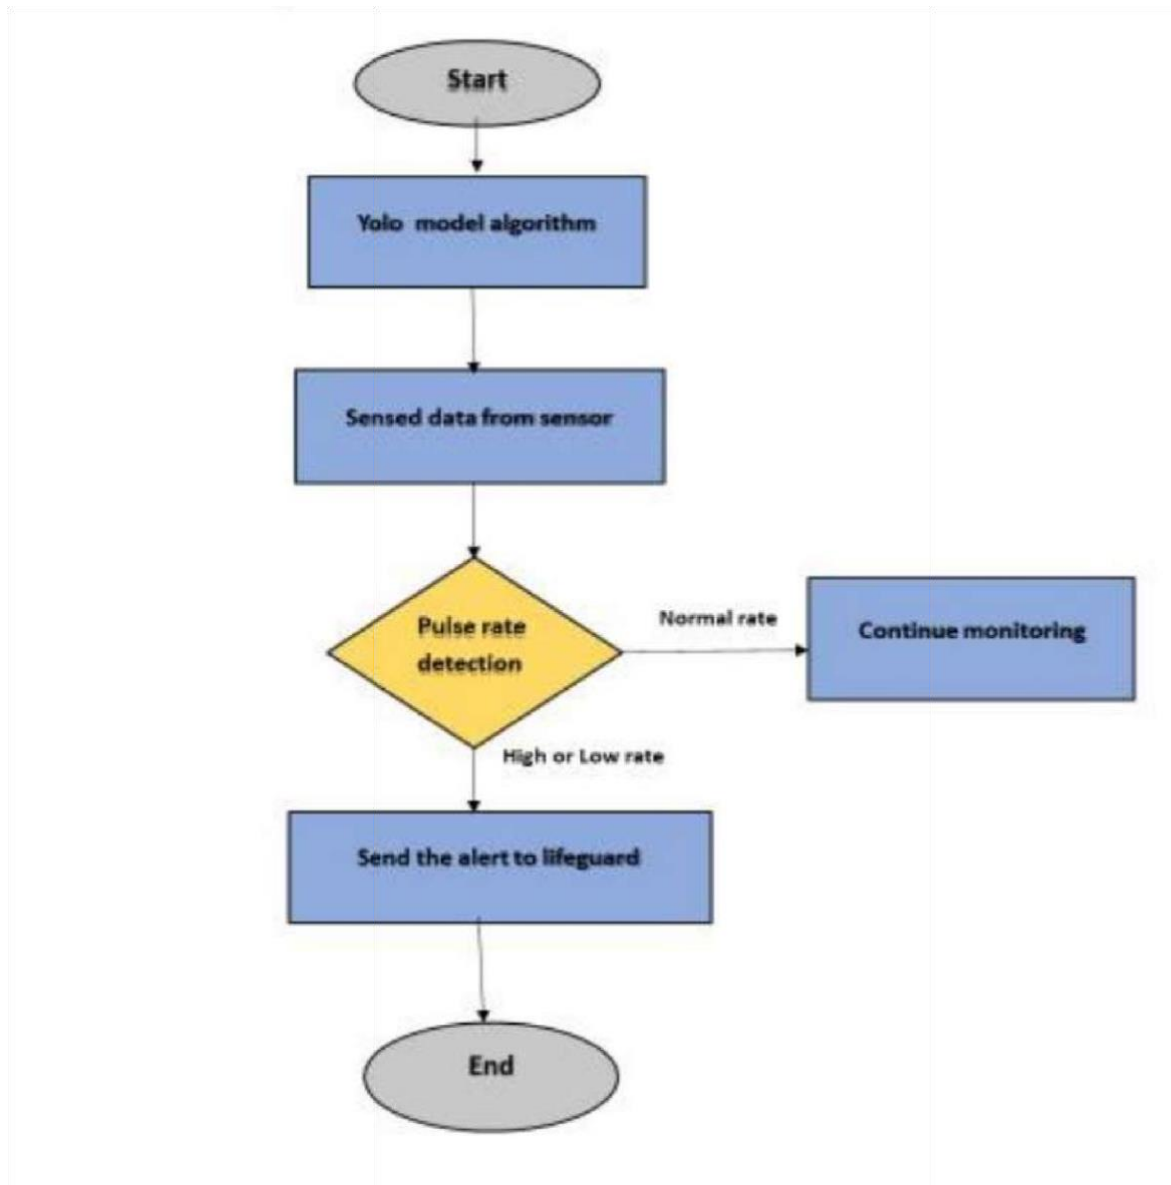 Start
Yolo model algorithm
Sensed data from sensor
Pulse rate
detection
Normal rate
Continue monitoring
High or Low rate
Send the alert to lifeguard
End